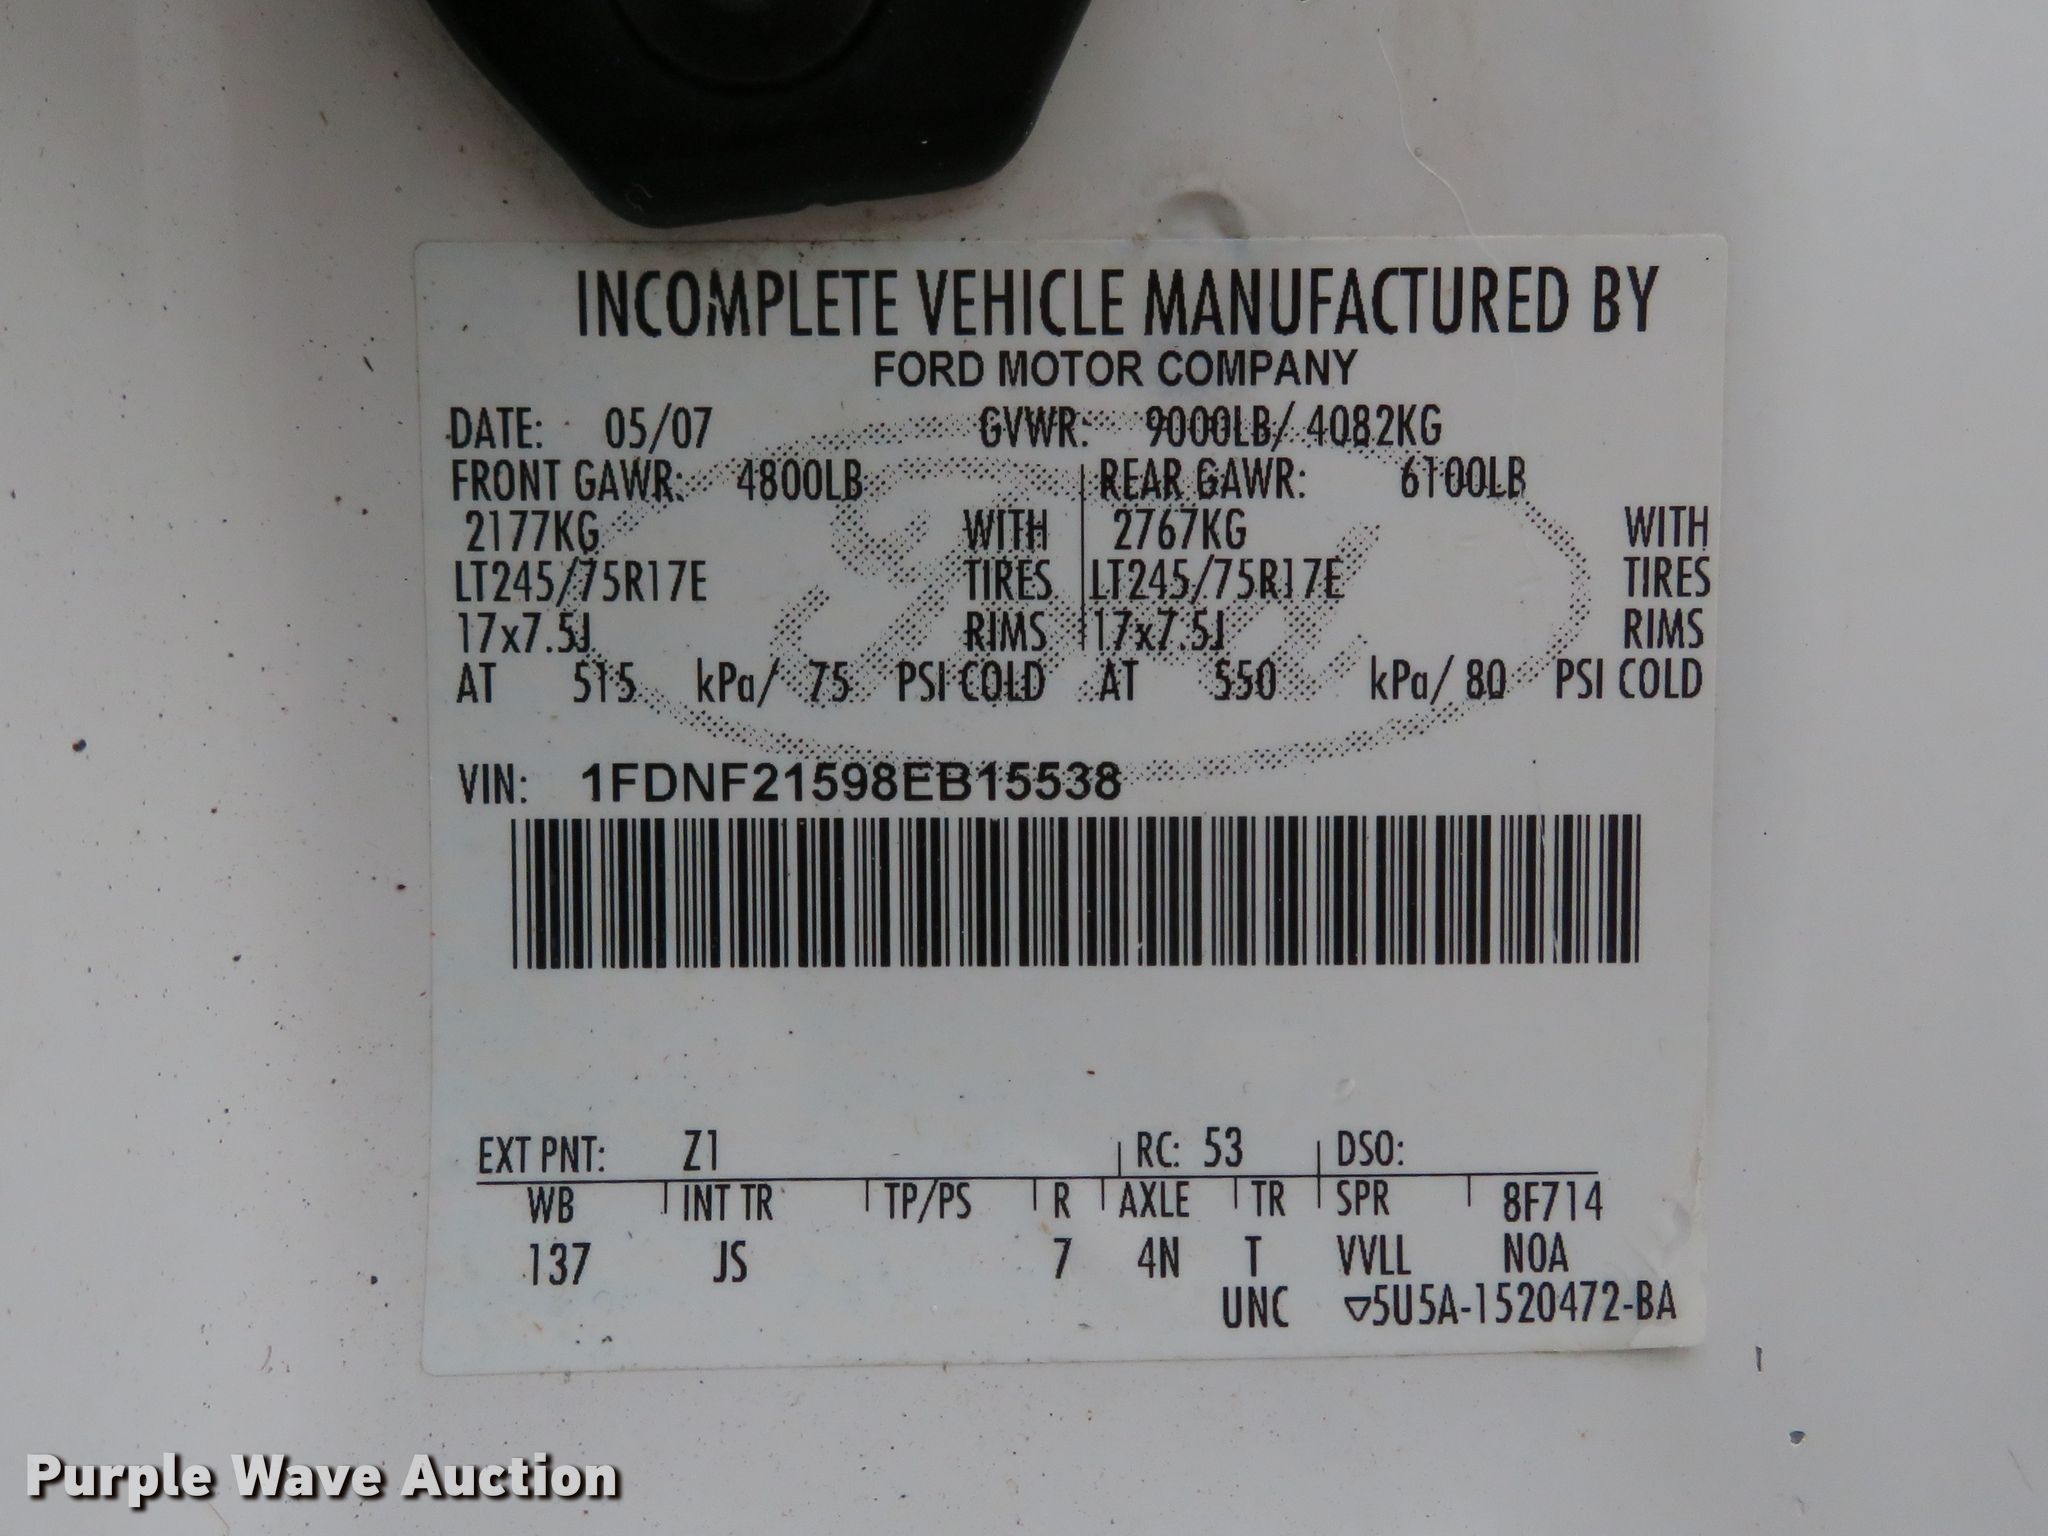 INCOMPLETE VEHICLE MANUFACTURED BY
FORD MOTOR COMPANY
DATE: 05/07 GVWR: 9000LB/ 4082KG
FRONT GAWR: 4800LB REAR GAWR: 6100LB
2177KG WITH 2767KG WITH
LT245/75R17E TIRES LT245/75R17E TIRES
17x7.5J RIMS 17x7.5J RIMS
AT 515 kPa/ 75 PSI COLD AT 550 kPa/ 80 PSI COLD
VIN: 1FDNF21598EB15538
EXT PNT: Z1 RC: 53 DSO:
WB INT TR TP/PS R AXLE TR SPR 8F714
137 JS 7 4N T VVLL NOA
UNC ▽5U5A-1520472-BA
Purple Wave Auction